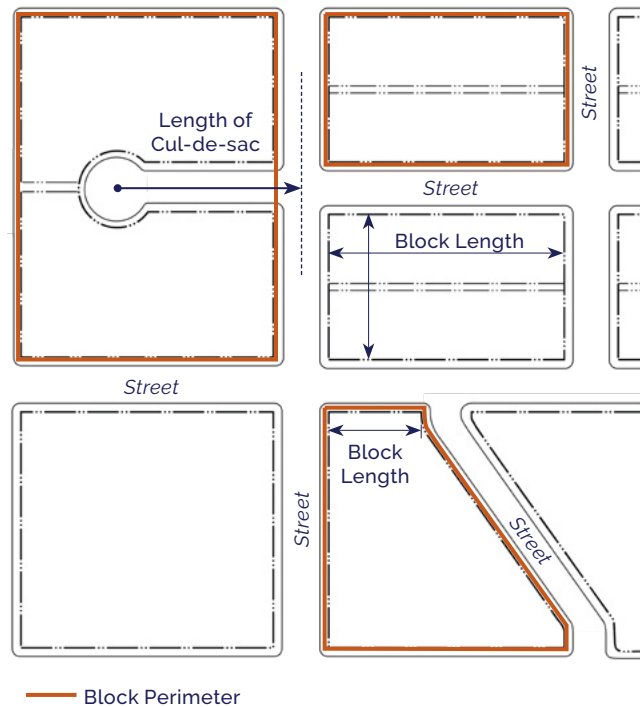 Length of
Cul-de-sac
Street
Street
Block Length
Street
Block
Length
Street
Street
Block Perimeter